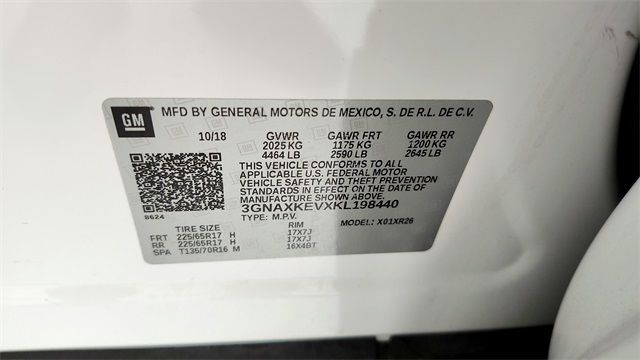 GM
MFD BY GENERAL MOTORS DE MEXICO, S. DE R.L. DE C.V.
10/18 GVWR GAWR FRT GAWR RR
2025 KG 1175 KG 1200 KG
4464 LB 2590 LB 2645 LB
THIS VEHICLE CONFORMS TO ALL
APPLICABLE U.S. FEDERAL MOTOR
VEHICLE SAFETY AND THEFT PREVENTION
STANDARDS IN EFFECT ON THE DATE OF
MANUFACTURE SHOWN ABOVE.
3GNAXKEVXKL198440
8624
TYPE: M.P.V. MODEL: X01XR26
TIRE SIZE RIM
FRT 225/65R17 H 17X7J
RR 225/65R17 H 17X7J
SPA T135/70R16 M 16X4BT